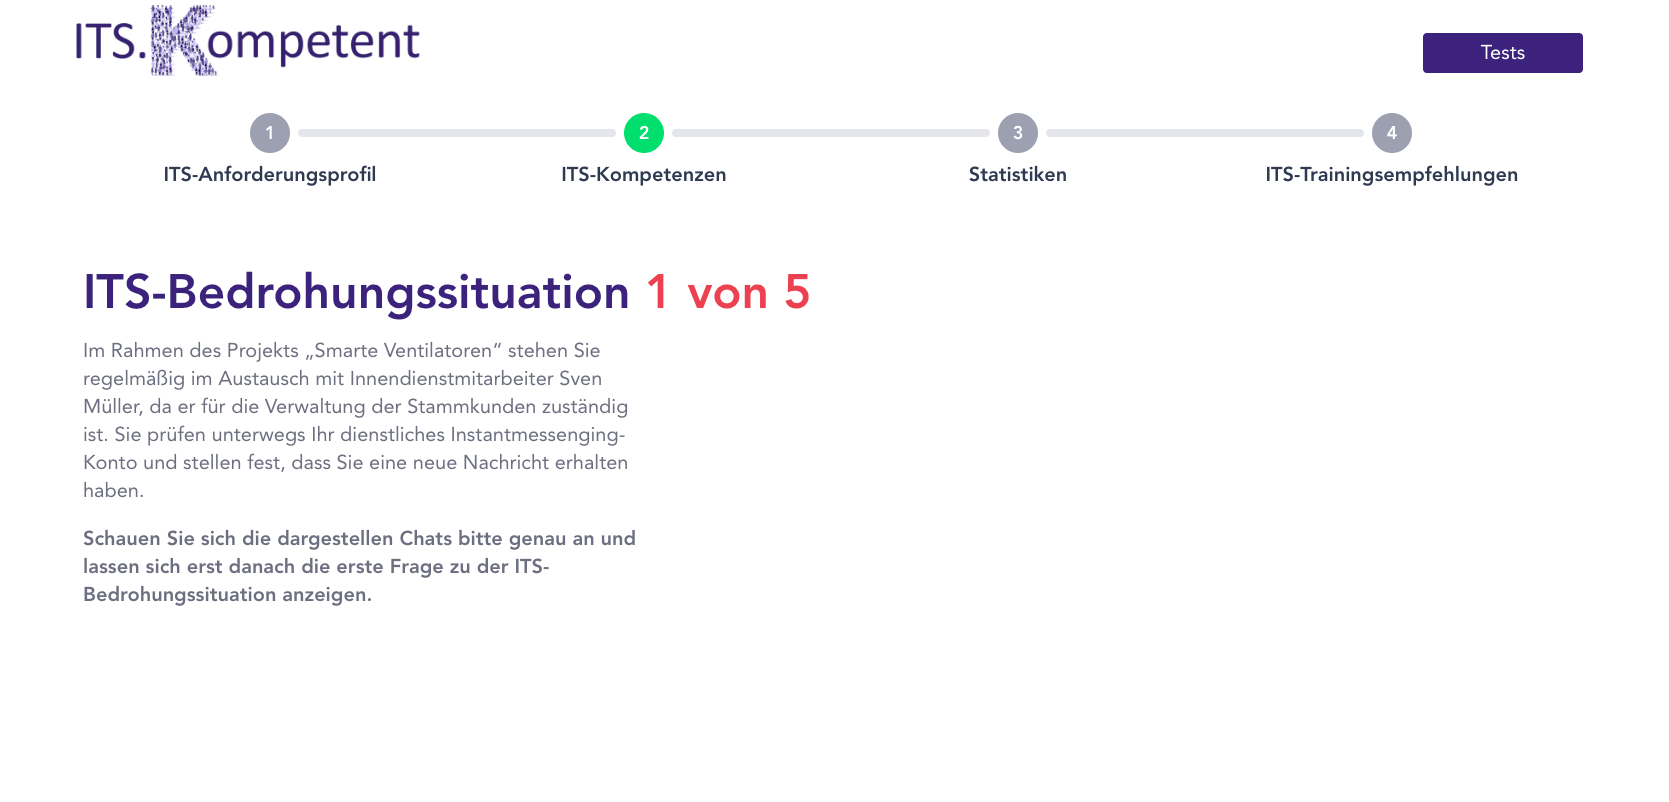 ITS.Kompetent
Tests
1
2
3
4
ITS-Anforderungsprofil
ITS-Kompetenzen
Statistiken
ITS-Trainingsempfehlungen
ITS-Bedrohungssituation 1 von 5
Im Rahmen des Projekts „Smarte Ventilatoren“ stehen Sie
regelmäßig im Austausch mit Innendienstmitarbeiter Sven
Müller, da er für die Verwaltung der Stammkunden zuständig
ist. Sie prüfen unterwegs Ihr dienstliches Instantmessenging-
Konto und stellen fest, dass Sie eine neue Nachricht erhalten
haben.
Schauen Sie sich die dargestellen Chats bitte genau an und
lassen sich erst danach die erste Frage zu der ITS-
Bedrohungssituation anzeigen.